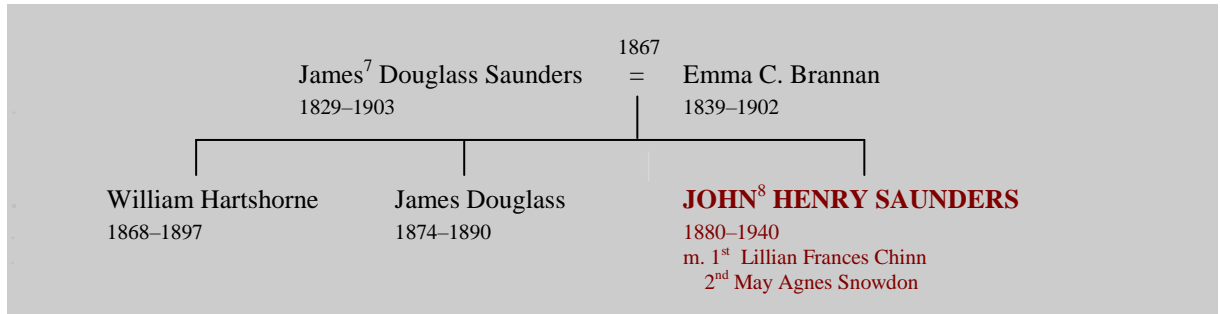 1867
James⁷ Douglass Saunders = Emma C. Brannan
1829–1903 1839–1902
William Hartshorne James Douglass JOHN⁸ HENRY SAUNDERS
1868–1897 1874–1890 1880–1940
m. 1ˢᵗ Lillian Frances Chinn
2ⁿᵈ May Agnes Snowdon